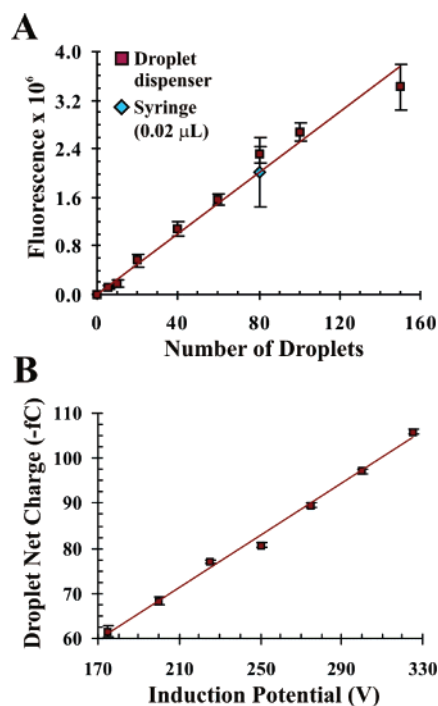 A
4.0
3.2
2.4
1.6
0.8
0.0
Fluorescence x 10⁶
Droplet
dispenser
Syringe
(0.02 μL)
0 40 80 120 160
Number of Droplets
B
110
100
90
80
70
60
Droplet Net Charge (-fC)
170 210 250 290 330
Induction Potential (V)